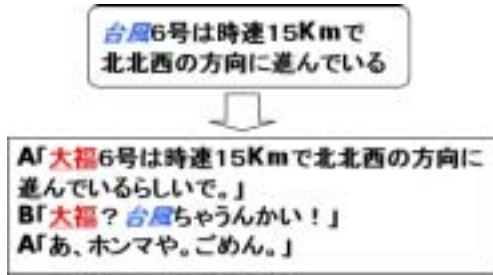 台風6号は時速15Kmで
北北西の方向に進んでいる
A「大福6号は時速15Kmで北北西の方向に
進んでいるらしいで。」
B「大福？台風ちゃうんかい！」
A「あ、ホンマや。ごめん。」